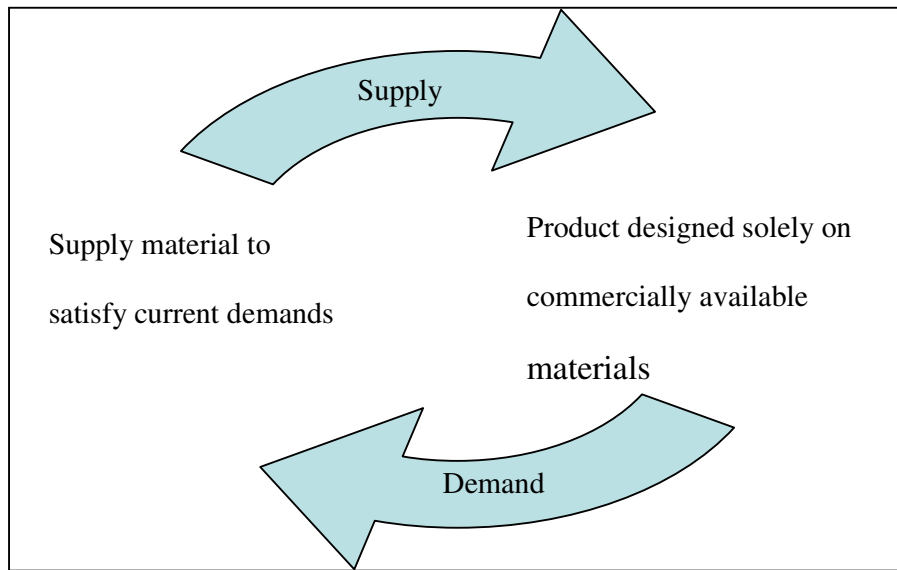 Supply
Supply material to
satisfy current demands
Product designed solely on
commercially available
materials
Demand